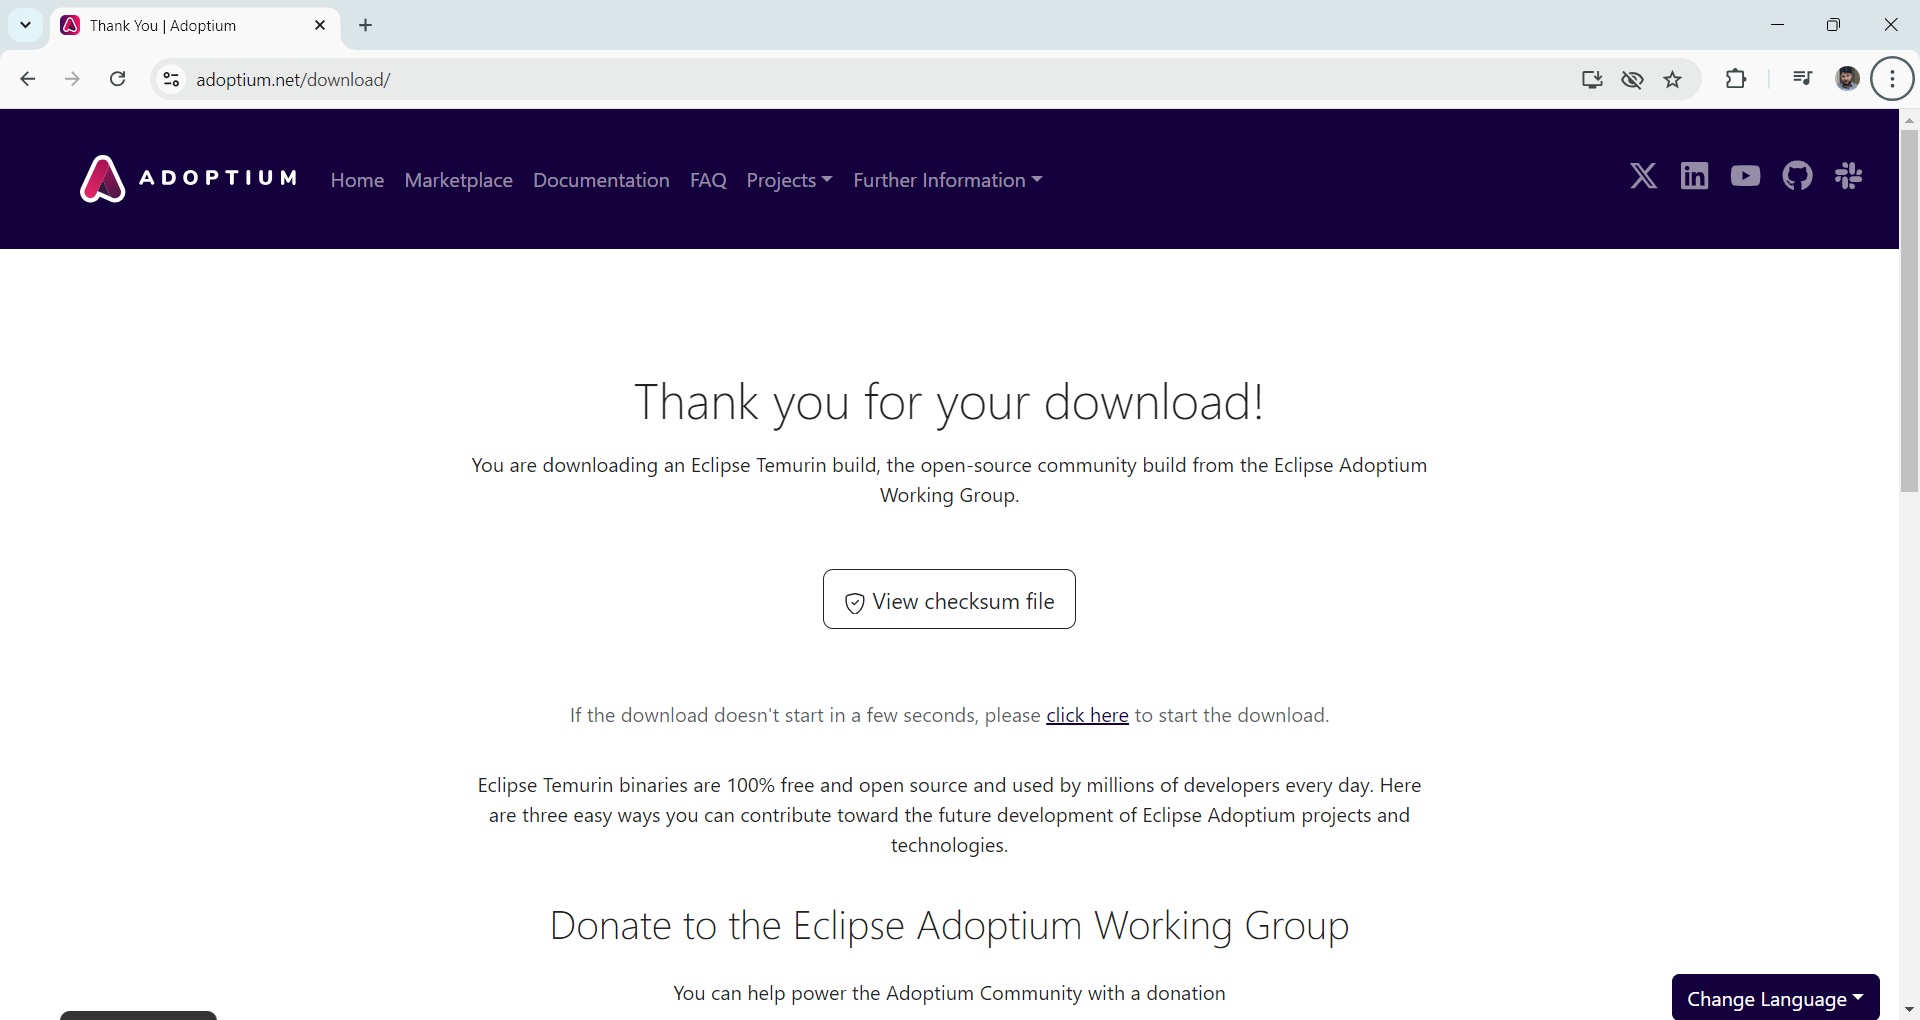 Thank You | Adoptium
adoptium.net/download/
ADOPTIUM
Home
Marketplace
Documentation
FAQ
Projects
Further Information
Thank you for your download!
You are downloading an Eclipse Temurin build, the open-source community build from the Eclipse Adoptium
Working Group.
View checksum file
If the download doesn't start in a few seconds, please click here to start the download.
Eclipse Temurin binaries are 100% free and open source and used by millions of developers every day. Here
are three easy ways you can contribute toward the future development of Eclipse Adoptium projects and
technologies.
Donate to the Eclipse Adoptium Working Group
You can help power the Adoptium Community with a donation
Change Language